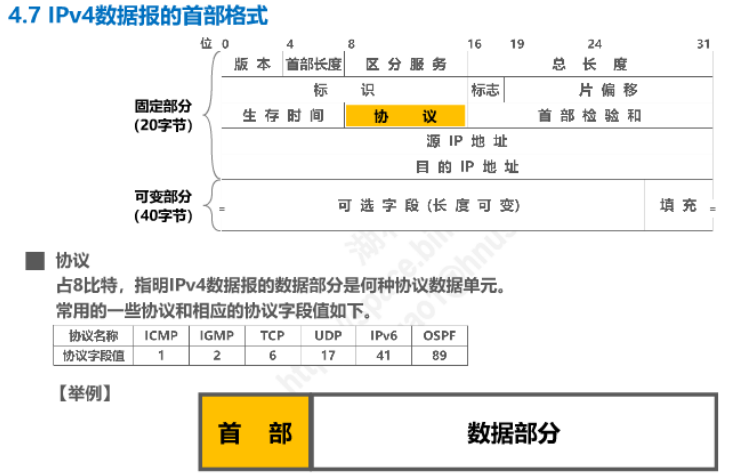 4.7 IPv4数据报的首部格式
位 0 4 8 16 19 24 31
版 本 首部长度 区 分 服 务 总 长 度
标 识 标志 片 偏 移
固定部分
(20字节)
生 存 时 间 协 议 首 部 检 验 和
源 IP 地 址
目 的 IP 地 址
可变部分
(40字节)
= 可 选 字 段 (长 度 可 变) 填 充 =
协议
占8比特，指明IPv4数据报的数据部分是何种协议数据单元。
常用的一些协议和相应的协议字段值如下。
协议名称 ICMP IGMP TCP UDP IPv6 OSPF
协议字段值 1 2 6 17 41 89
【举例】
首 部 数据部分